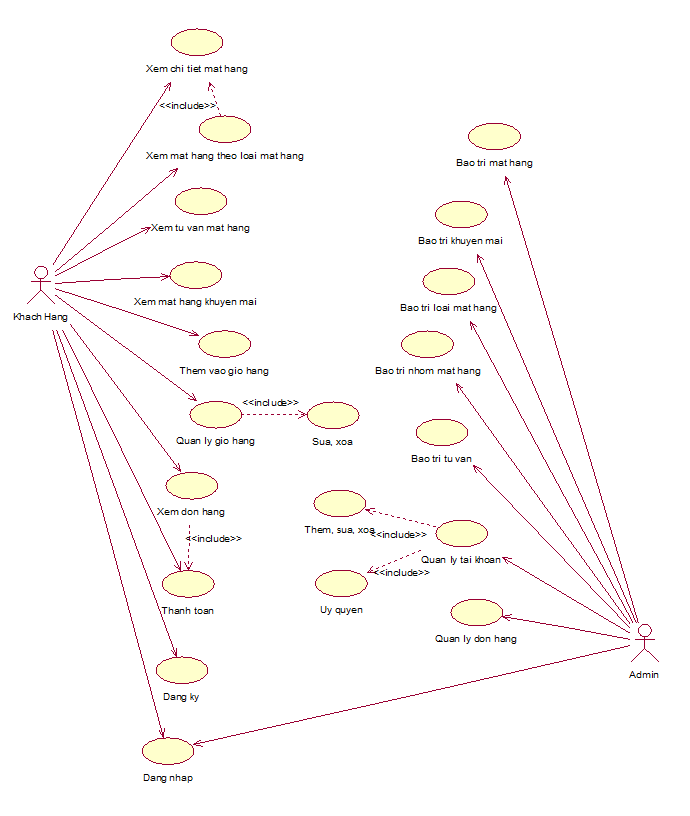 Xem chi tiet mat hang
<<include>>
Xem mat hang theo loai mat hang
Bao tri mat hang
Xem tu van mat hang
Bao tri khuyen mai
Xem mat hang khuyen mai
Khach Hang
Bao tri loai mat hang
Them vao gio hang
Bao tri nhom mat hang
<<include>>
Quan ly gio hang
Sua, xoa
Bao tri tu van
Xem don hang
Them, sua, xoa
<<include>>
<<include>>
Quan ly tai khoan
<<include>>
Thanh toan
Uy quyen
Quan ly don hang
Admin
Dang ky
Dang nhap